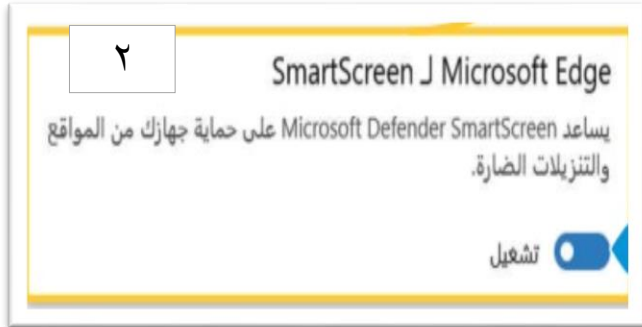 ٢
SmartScreen لـ Microsoft Edge
يساعد Microsoft Defender SmartScreen على حماية جهازك من المواقع
والتنزيلات الضارة.
تشغيل